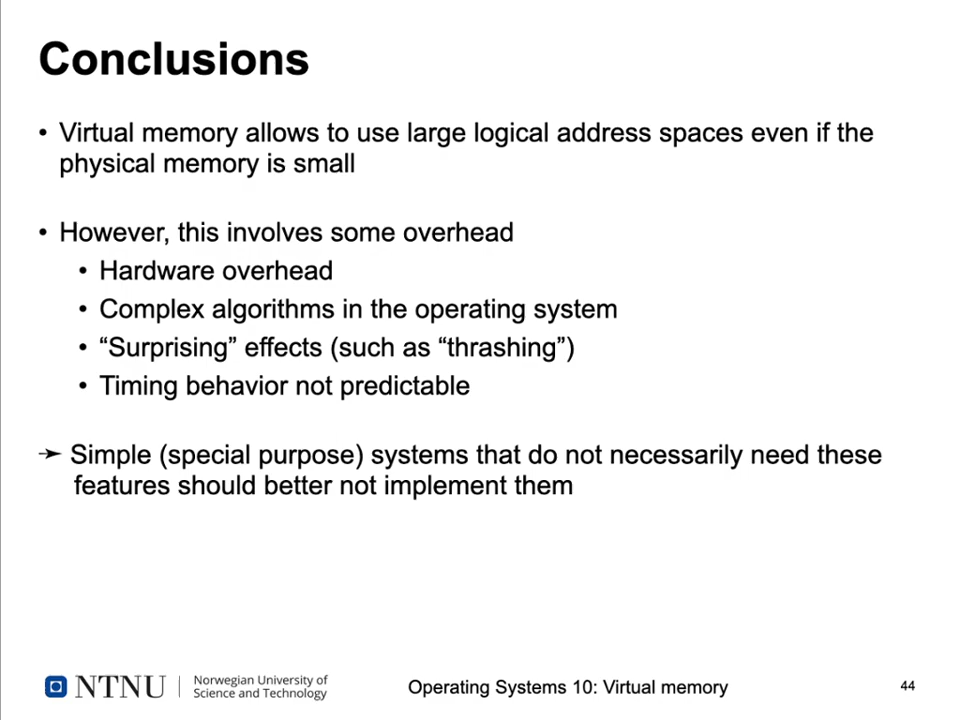 Conclusions
• Virtual memory allows to use large logical address spaces even if the
physical memory is small
• However, this involves some overhead
• Hardware overhead
• Complex algorithms in the operating system
• “Surprising” effects (such as “thrashing”)
• Timing behavior not predictable
➛ Simple (special purpose) systems that do not necessarily need these
features should better not implement them
NTNU
Norwegian University of
Science and Technology
Operating Systems 10: Virtual memory
44